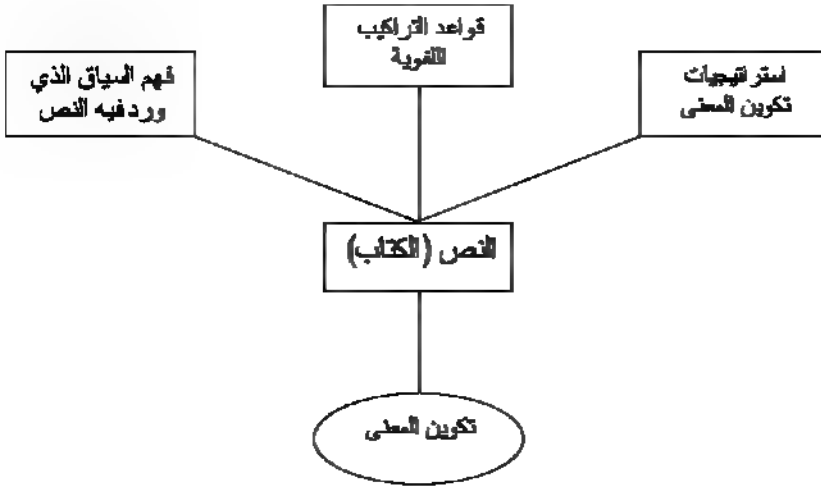 قواعد التراكيب
اللغوية
استراتيجيات
تكوين المعنى
فهم السياق الذي
ورد فيه النص
النص (الكتاب)
تكوين المعنى